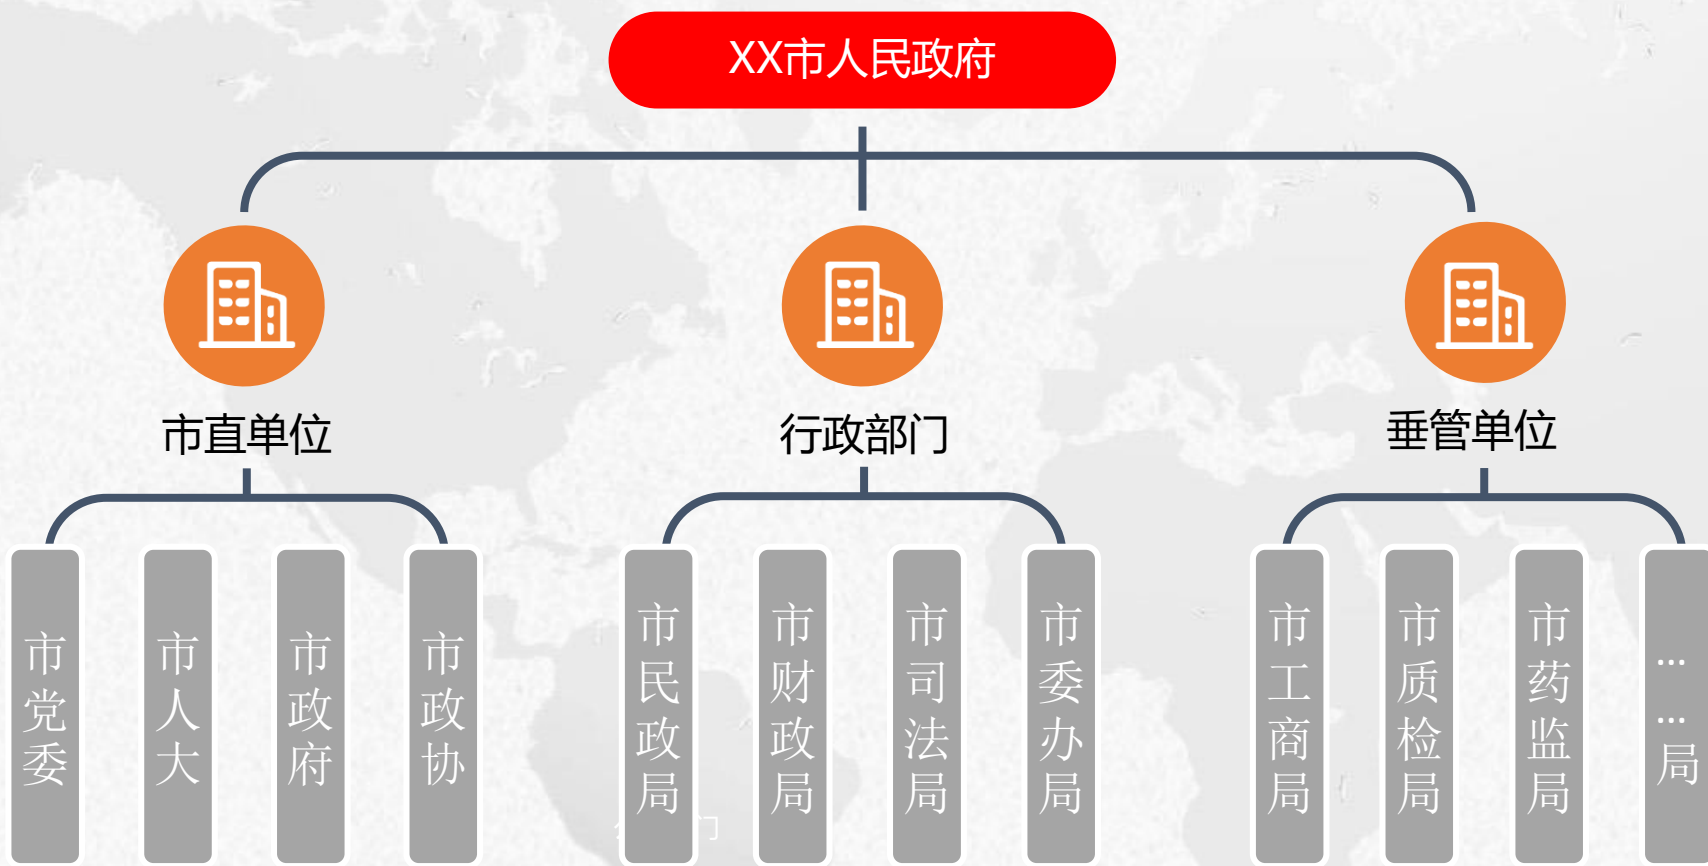 XX市人民政府
市直单位
行政部门
垂管单位
市党委
市人大
市政府
市政协
市民政局
市财政局
市司法局
市委办局
市工商局
市质检局
市药监局
……局
门